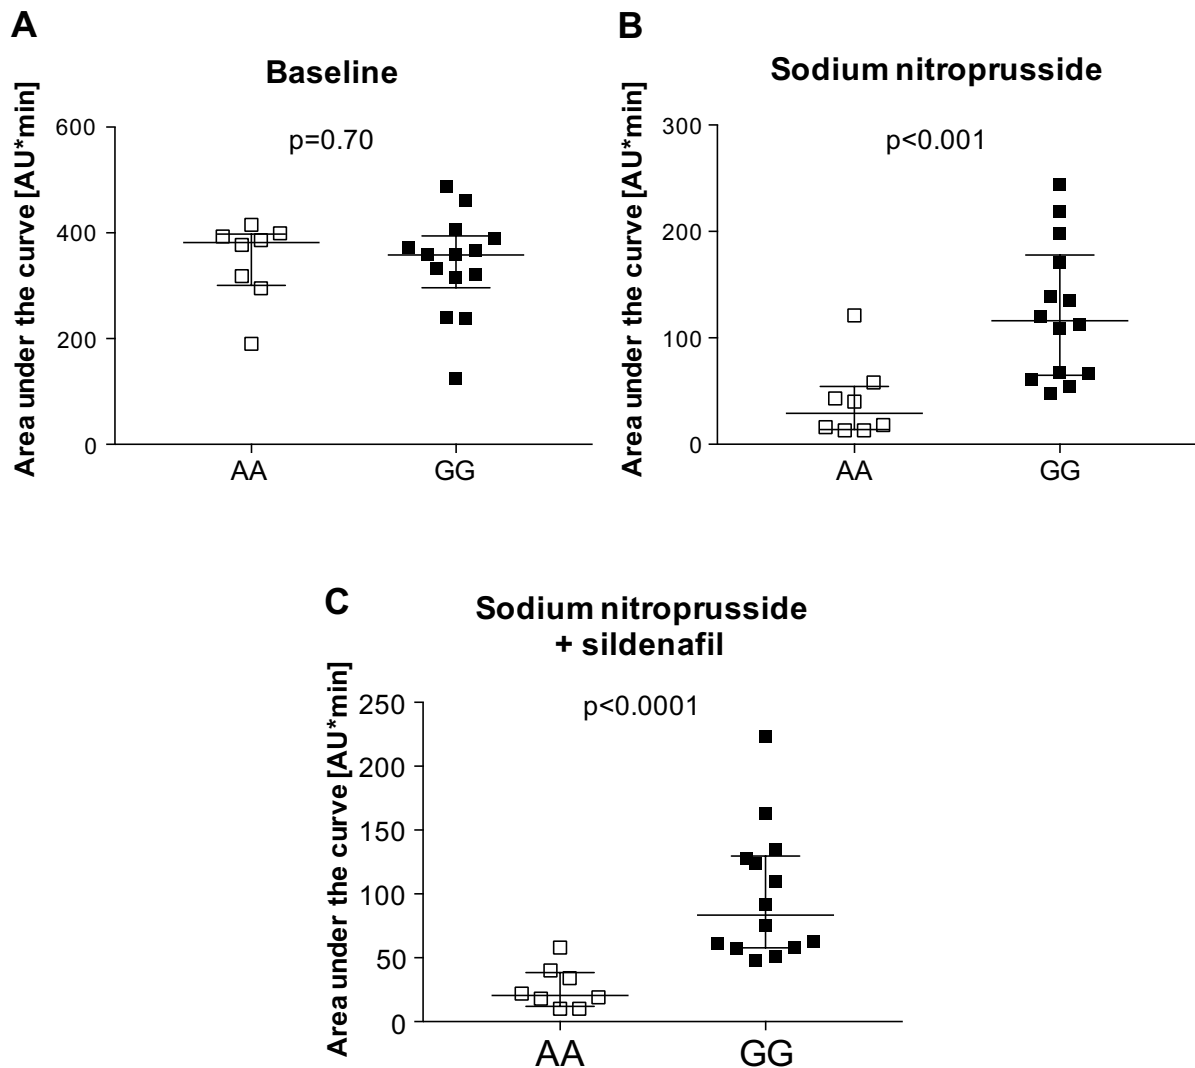 A
Baseline
Area under the curve [AU*min]
600
400
200
0
p=0.70
AA
GG
B
Sodium nitroprusside
Area under the curve [AU*min]
300
200
100
0
p<0.001
AA
GG
C
Sodium nitroprusside
+ sildenafil
Area under the curve [AU*min]
250
200
150
100
50
0
p<0.0001
AA
GG